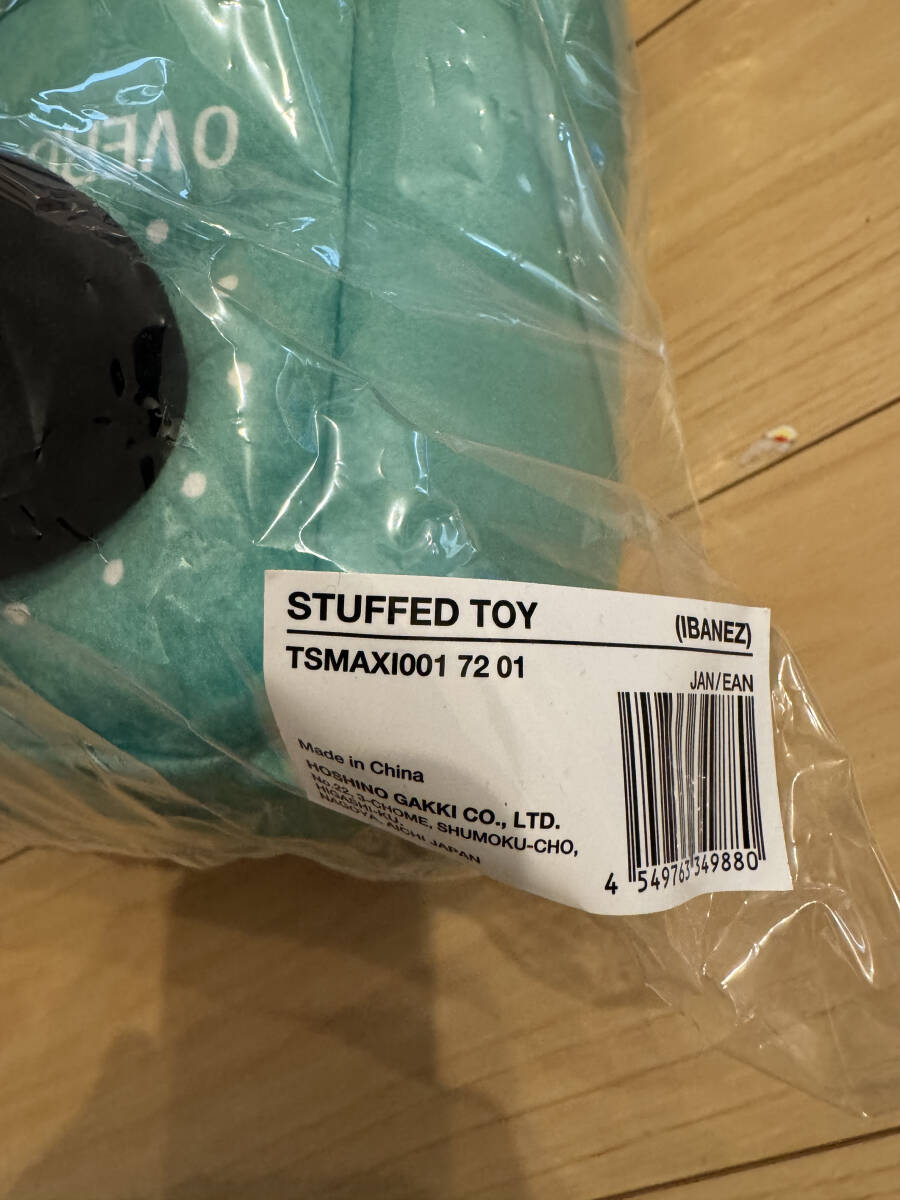 OVER
STUFFED TOY
(IBANEZ)
TSMAXI001 72 01
JAN/EAN
Made in China
HOSHINO GAKKI CO., LTD.
No.22, 3-CHOME, SHUMOKU-CHO,
HIGASHI-KU,
NAGOYA, AICHI JAPAN
4 549763 349880